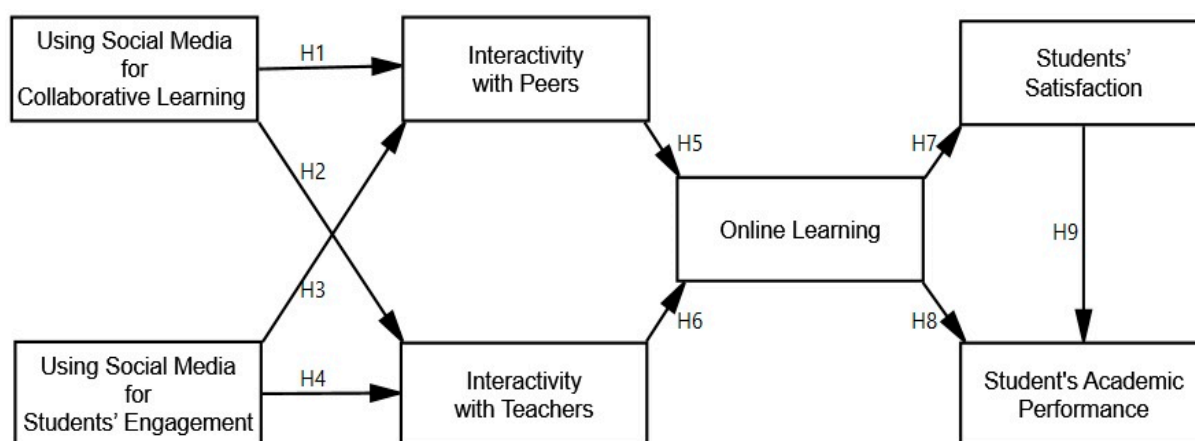 Using Social Media
for
Collaborative Learning
H1
Interactivity
with Peers
Students’
Satisfaction
H2
H5
H7
Online Learning
H9
H3
H6
H8
Using Social Media
for
Students’ Engagement
H4
Interactivity
with Teachers
Student's Academic
Performance